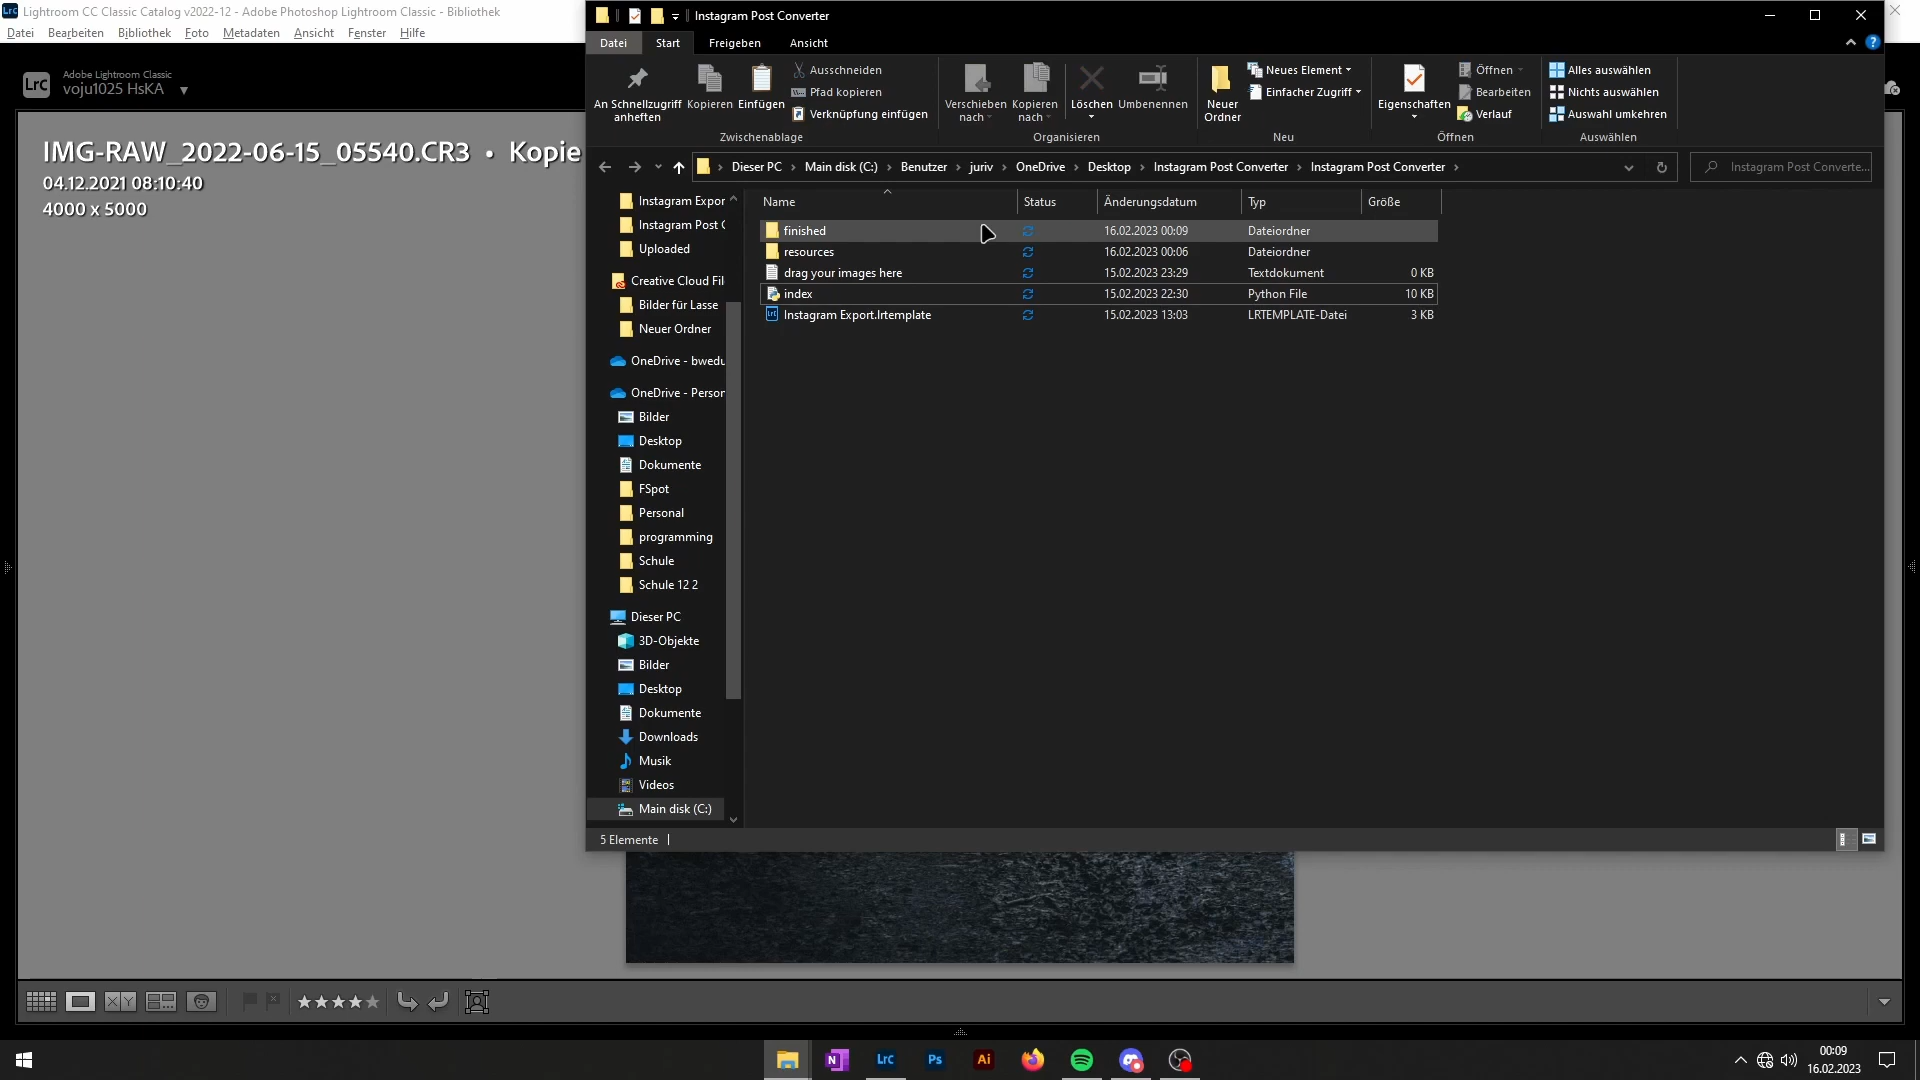 Lightroom CC Classic Catalog v2022-12 - Adobe Photoshop Lightroom Classic - Bibliothek
Datei Bearbeiten Bibliothek Foto Metadaten Ansicht Fenster Hilfe
LrC Adobe Lightroom Classic
voju1025 HsKA
IMG-RAW_2022-06-15_05540.CR3 • Kopie
04.12.2021 08:10:40
4000 x 5000
Instagram Post Converter
Datei Start Freigeben Ansicht
An Schnellzugriff anheften
Kopieren
Einfügen
Ausschneiden
Pfad kopieren
Verknüpfung einfügen
Zwischenablage
Verschieben nach
Kopieren nach
Löschen
Umbenennen
Organisieren
Neuer Ordner
Neues Element
Einfacher Zugriff
Neu
Eigenschaften
Öffnen
Bearbeiten
Verlauf
Öffnen
Alles auswählen
Nichts auswählen
Auswahl umkehren
Auswählen
Dieser PC › Main disk (C:) › Benutzer › juriv › OneDrive › Desktop › Instagram Post Converter › Instagram Post Converter ›
Instagram Post Converte...
Instagram Expor
Instagram Post C
Uploaded
Creative Cloud Fil
Bilder für Lasse
Neuer Ordner
OneDrive - bwedu
OneDrive - Person
Bilder
Desktop
Dokumente
FSpot
Personal
programming
Schule
Schule 12 2
Dieser PC
3D-Objekte
Bilder
Desktop
Dokumente
Downloads
Musik
Videos
Main disk (C:)
Name Status Änderungsdatum Typ Größe
finished 16.02.2023 00:09 Dateiordner
resources 16.02.2023 00:06 Dateiordner
drag your images here 15.02.2023 23:29 Textdokument 0 KB
index 15.02.2023 22:30 Python File 10 KB
Instagram Export.lrtemplate 15.02.2023 13:03 LRTEMPLATE-Datei 3 KB
5 Elemente
X Y
N LrC Ps Ai
00:09
16.02.2023